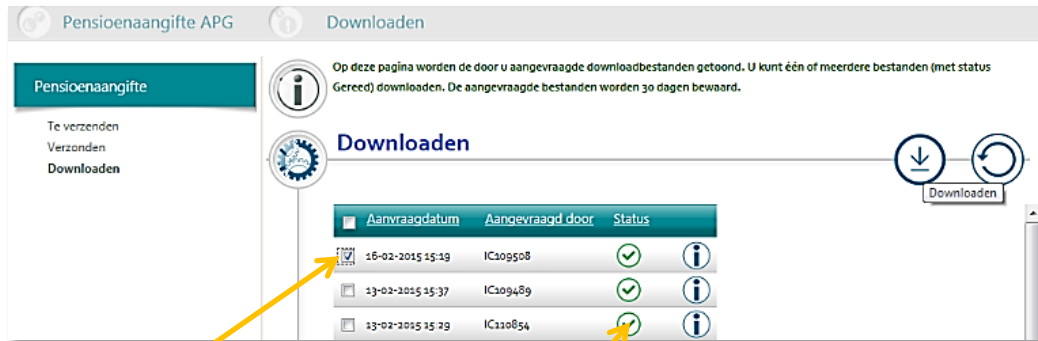 Pensioenaangifte APG
Downloaden
Pensioenaangifte
Te verzenden
Verzonden
Downloaden
Op deze pagina worden de door u aangevraagde downloadbestanden getoond. U kunt één of meerdere bestanden (met status
Gereed) downloaden. De aangevraagde bestanden worden 30 dagen bewaard.
Downloaden
Downloaden
Aanvraagdatum Aangevraagd door Status
16-02-2015 15:19 IC109508
13-02-2015 15:37 IC109489
13-02-2015 15:29 IC110854